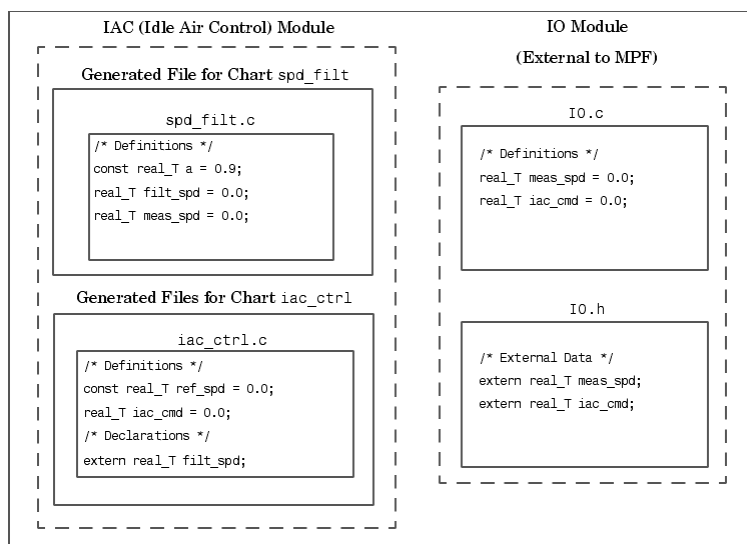 IAC (Idle Air Control) Module
Generated File for Chart spd_filt
spd_filt.c
/* Definitions */
const real_T a = 0.9;
real_T filt_spd = 0.0;
real_T meas_spd = 0.0;
Generated Files for Chart iac_ctrl
iac_ctrl.c
/* Definitions */
const real_T ref_spd = 0.0;
real_T iac_cmd = 0.0;
/* Declarations */
extern real_T filt_spd;
IO Module
(External to MPF)
IO.c
/* Definitions */
real_T meas_spd = 0.0;
real_T iac_cmd = 0.0;
IO.h
/* External Data */
extern real_T meas_spd;
extern real_T iac_cmd;